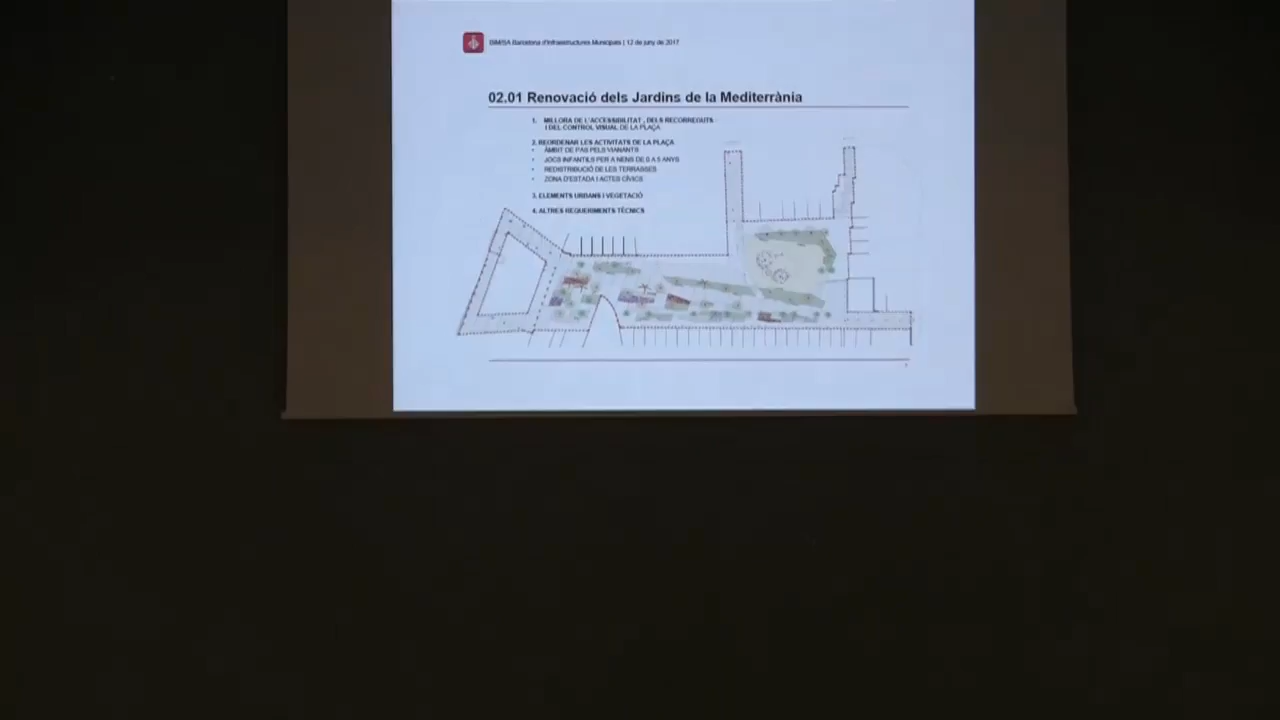 BIM/SA Barcelona d'Infraestructures Municipals | 12 de juny de 2017
02.01 Renovació dels Jardins de la Mediterrània
1. MILLORA DE L'ACCESSIBILITAT, DELS RECORREGUTS
I DEL CONTROL VISUAL DE LA PLAÇA
2. REORDENAR LES ACTIVITATS DE LA PLAÇA
• ÀMBIT DE PAS PELS VIANANTS
• JOCS INFANTILS PER A NENS DE 0 A 5 ANYS
• REDISTRIBUCIÓ DE LES TERRASSES
• ZONA D'ESTADA I ACTES CÍVICS
3. ELEMENTS URBANS I VEGETACIÓ
4. ALTRES REQUERIMENTS TÈCNICS